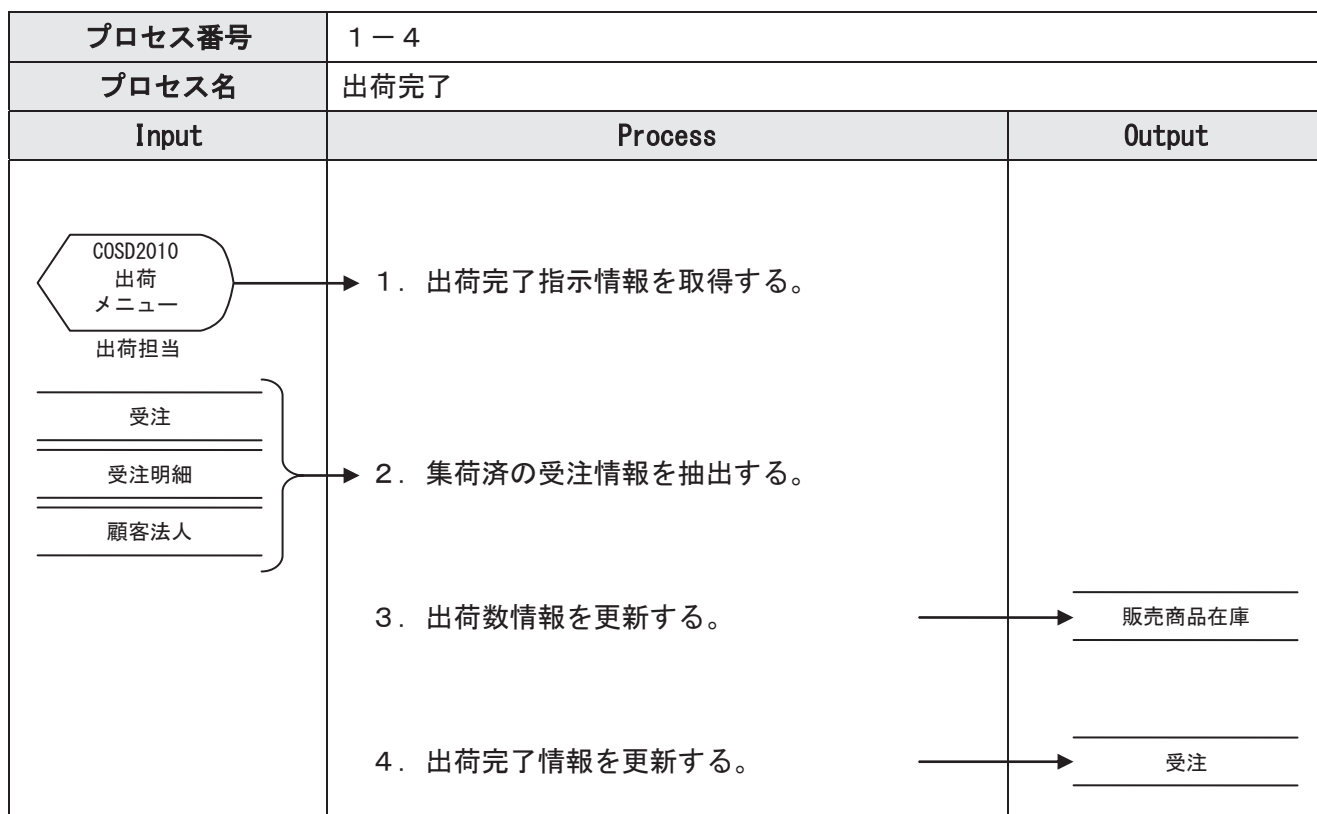 プロセス番号
１－４
プロセス名
出荷完了
Input
Process
Output
COSD2010
出荷
メニュー
出荷担当
１．出荷完了指示情報を取得する。
受注
受注明細
顧客法人
２．集荷済の受注情報を抽出する。
３．出荷数情報を更新する。
販売商品在庫
４．出荷完了情報を更新する。
受注